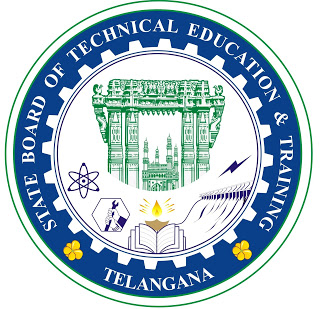 STATE BOARD OF TECHNICAL EDUCATION & TRAINING
TELANGANA